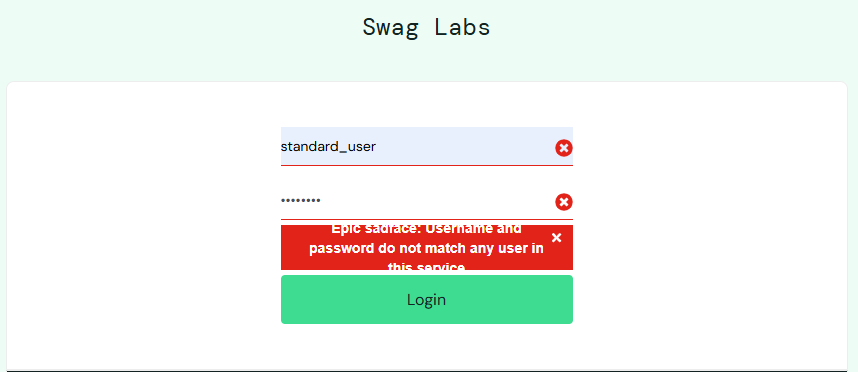 Swag Labs
standard_user
••••••••
Epic sadface: Username and
password do not match any user in
this service
Login